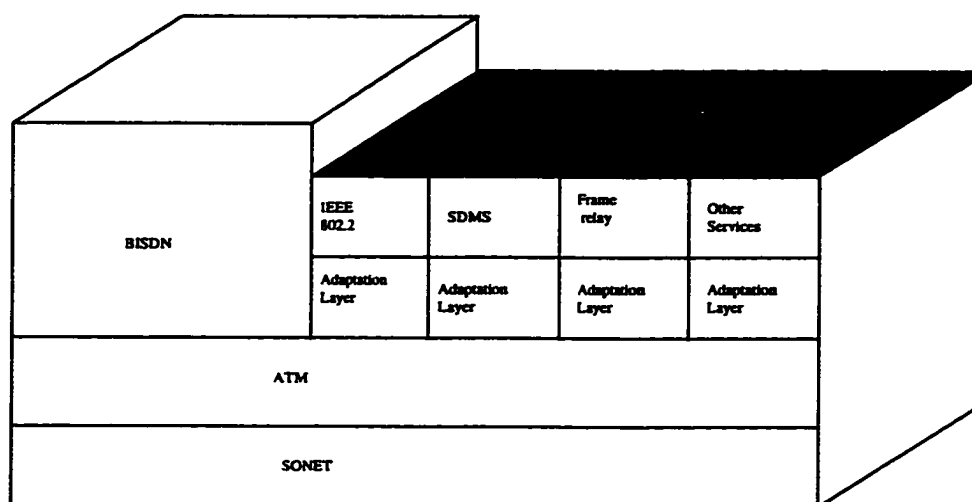 IEEE
802.2
SDMS
Frame
relay
Other
Services
BISDN
Adaptation
Layer
Adaptation
Layer
Adaptation
Layer
Adaptation
Layer
ATM
SONET